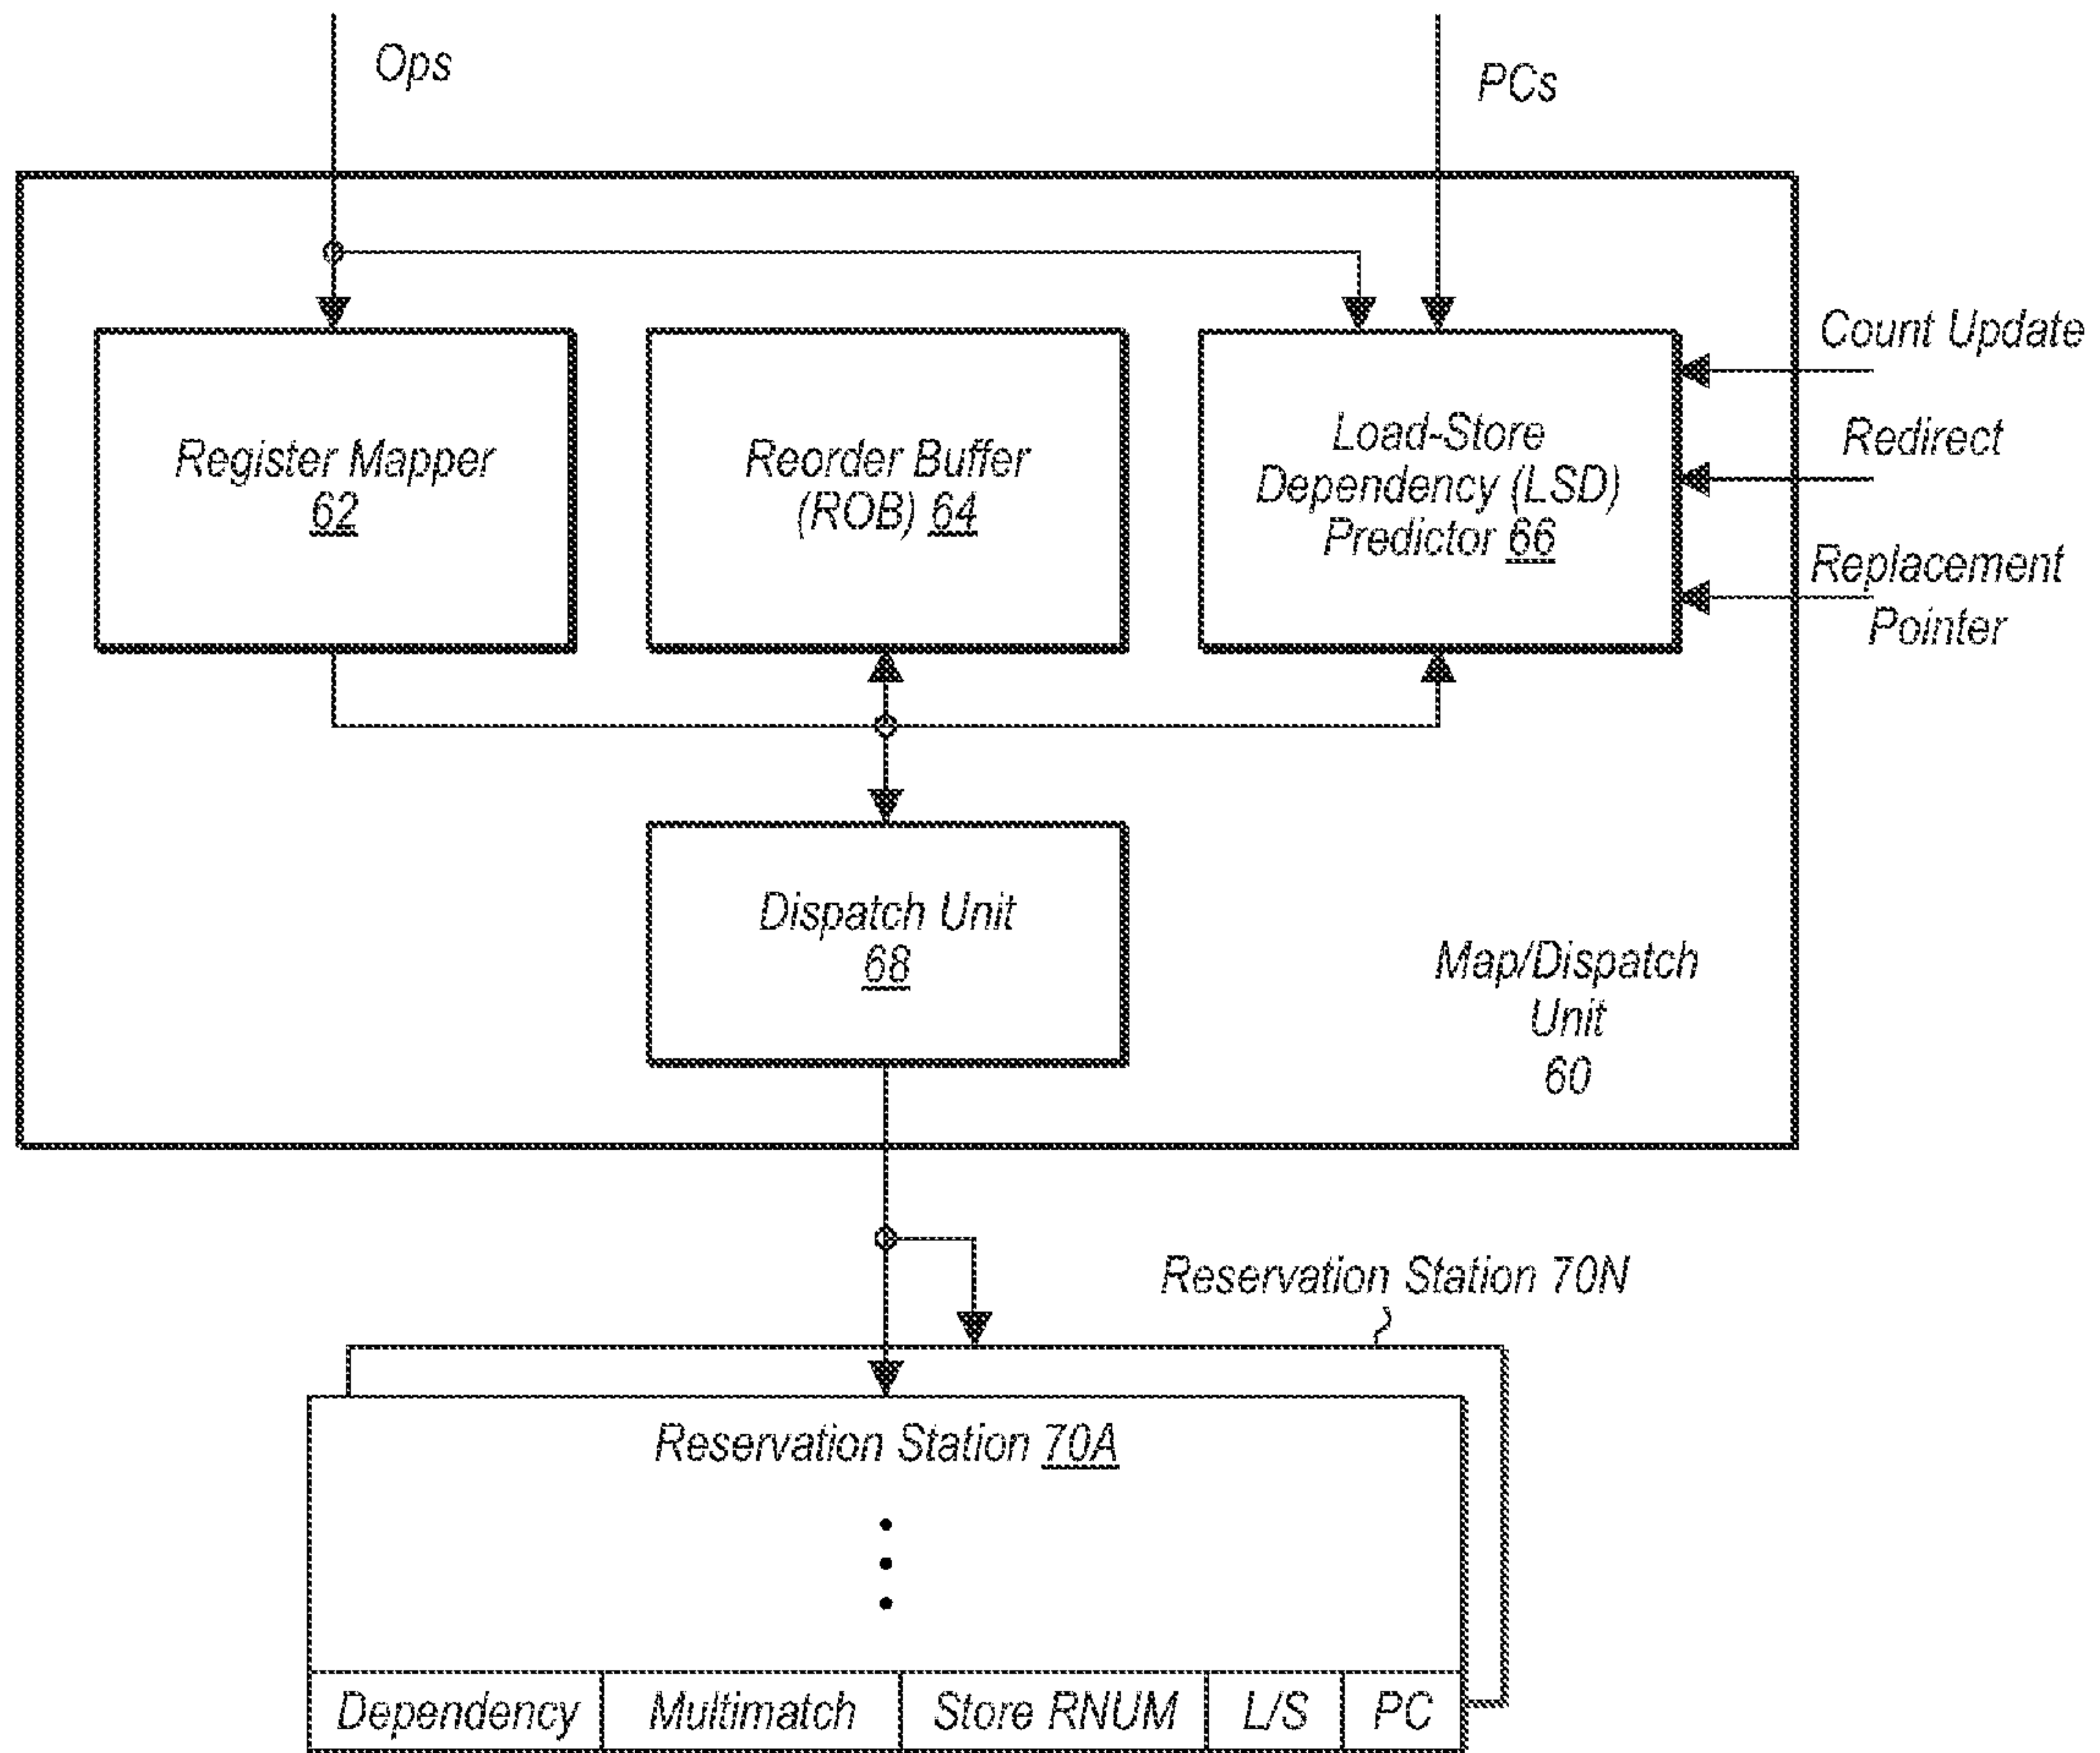 Ops
PCs
Register Mapper
62
Reorder Buffer
(ROB) 64
Load-Store
Dependency (LSD)
Predictor 66
Count Update
Redirect
Replacement
Pointer
Dispatch Unit
68
Map/Dispatch
Unit
60
Reservation Station 70N
Reservation Station 70A
Dependency
Multimatch
Store RNUM
L/S
PC